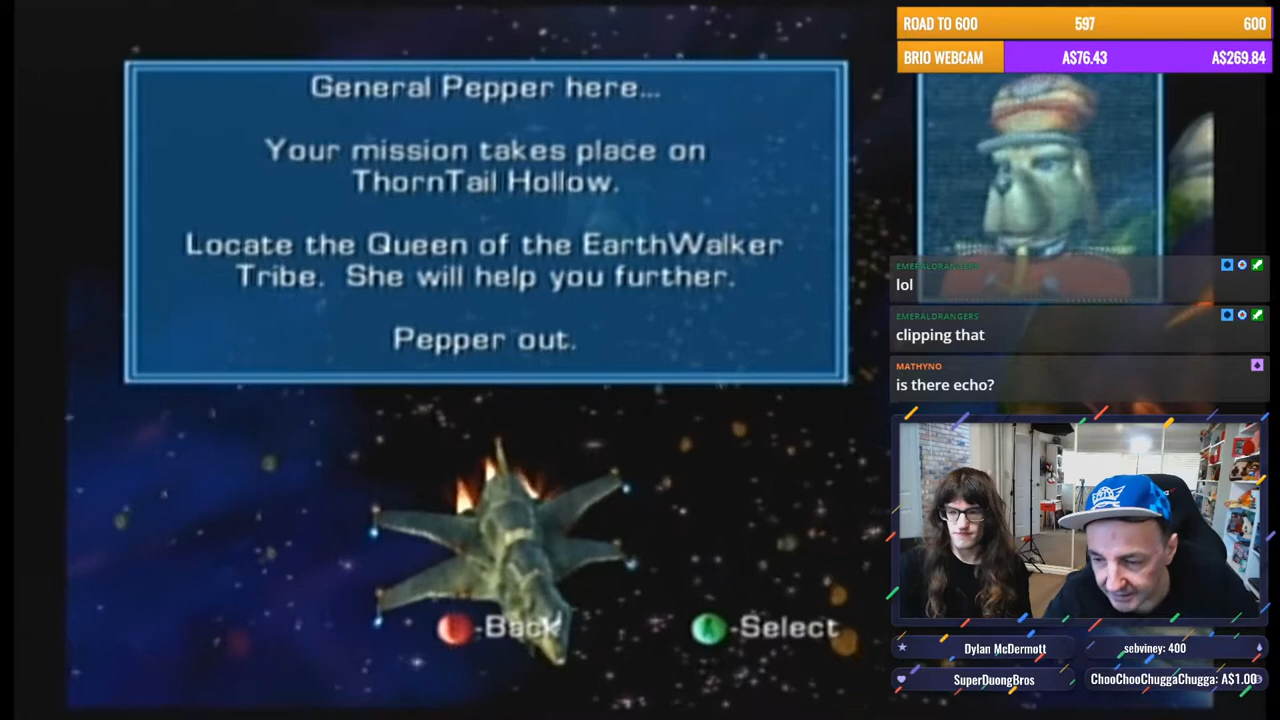 General Pepper here...
Your mission takes place on
ThornTail Hollow.
Locate the Queen of the EarthWalker
Tribe. She will help you further.
Pepper out.
-Back
A-Select
ROAD TO 600 597 600
BRIO WEBCAM A$76.43 A$269.84
EMERALDRANGERS
lol
EMERALDRANGERS
clipping that
MATHYNO
is there echo?
Dylan McDermott
sebviney: 400
SuperDuongBros
ChooChooChuggaChugga: A$1.00